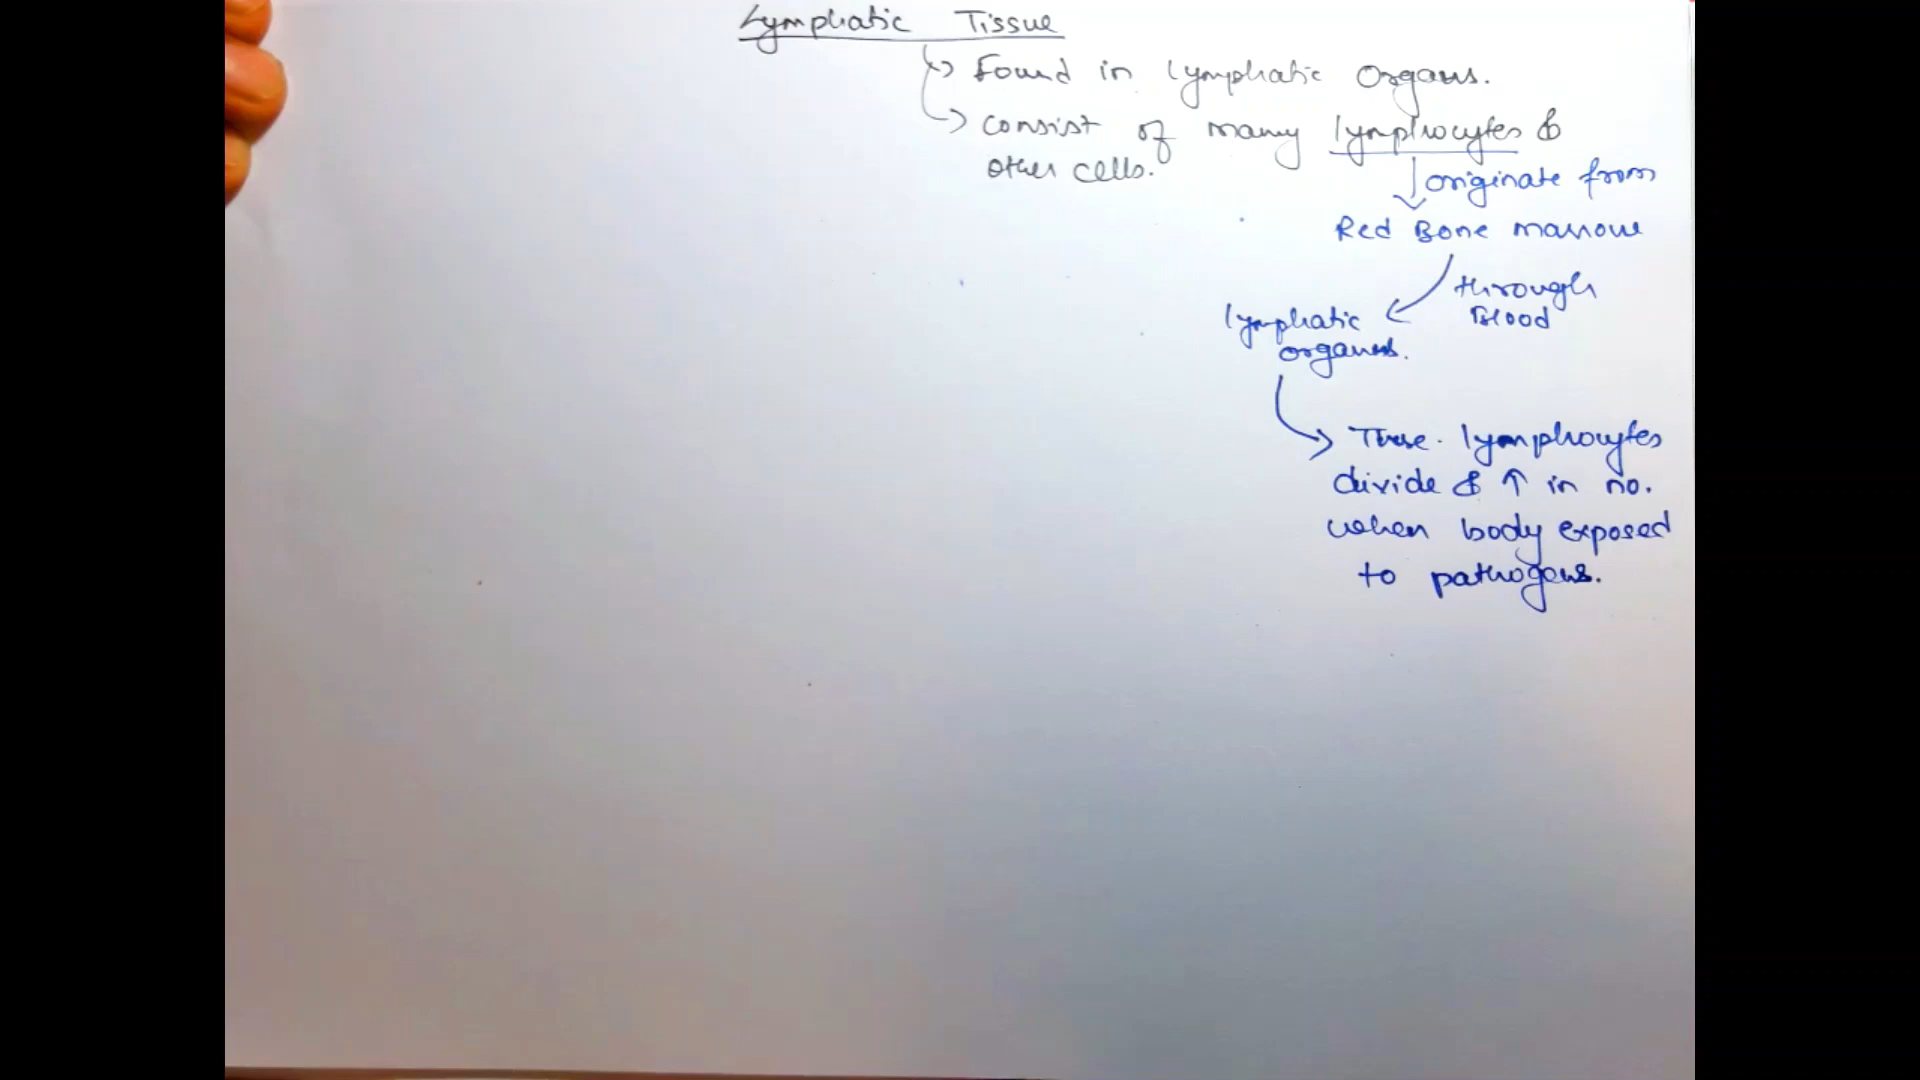 Lymphatic Tissue
↳ Found in lymphatic organs.
↳ consist of many lymphocytes &
other cells.
↓ originate from
Red Bone marrow
through
Blood
lymphatic
organs.
→ These lymphocytes
divide & ↑ in no.
when body exposed
to pathogens.